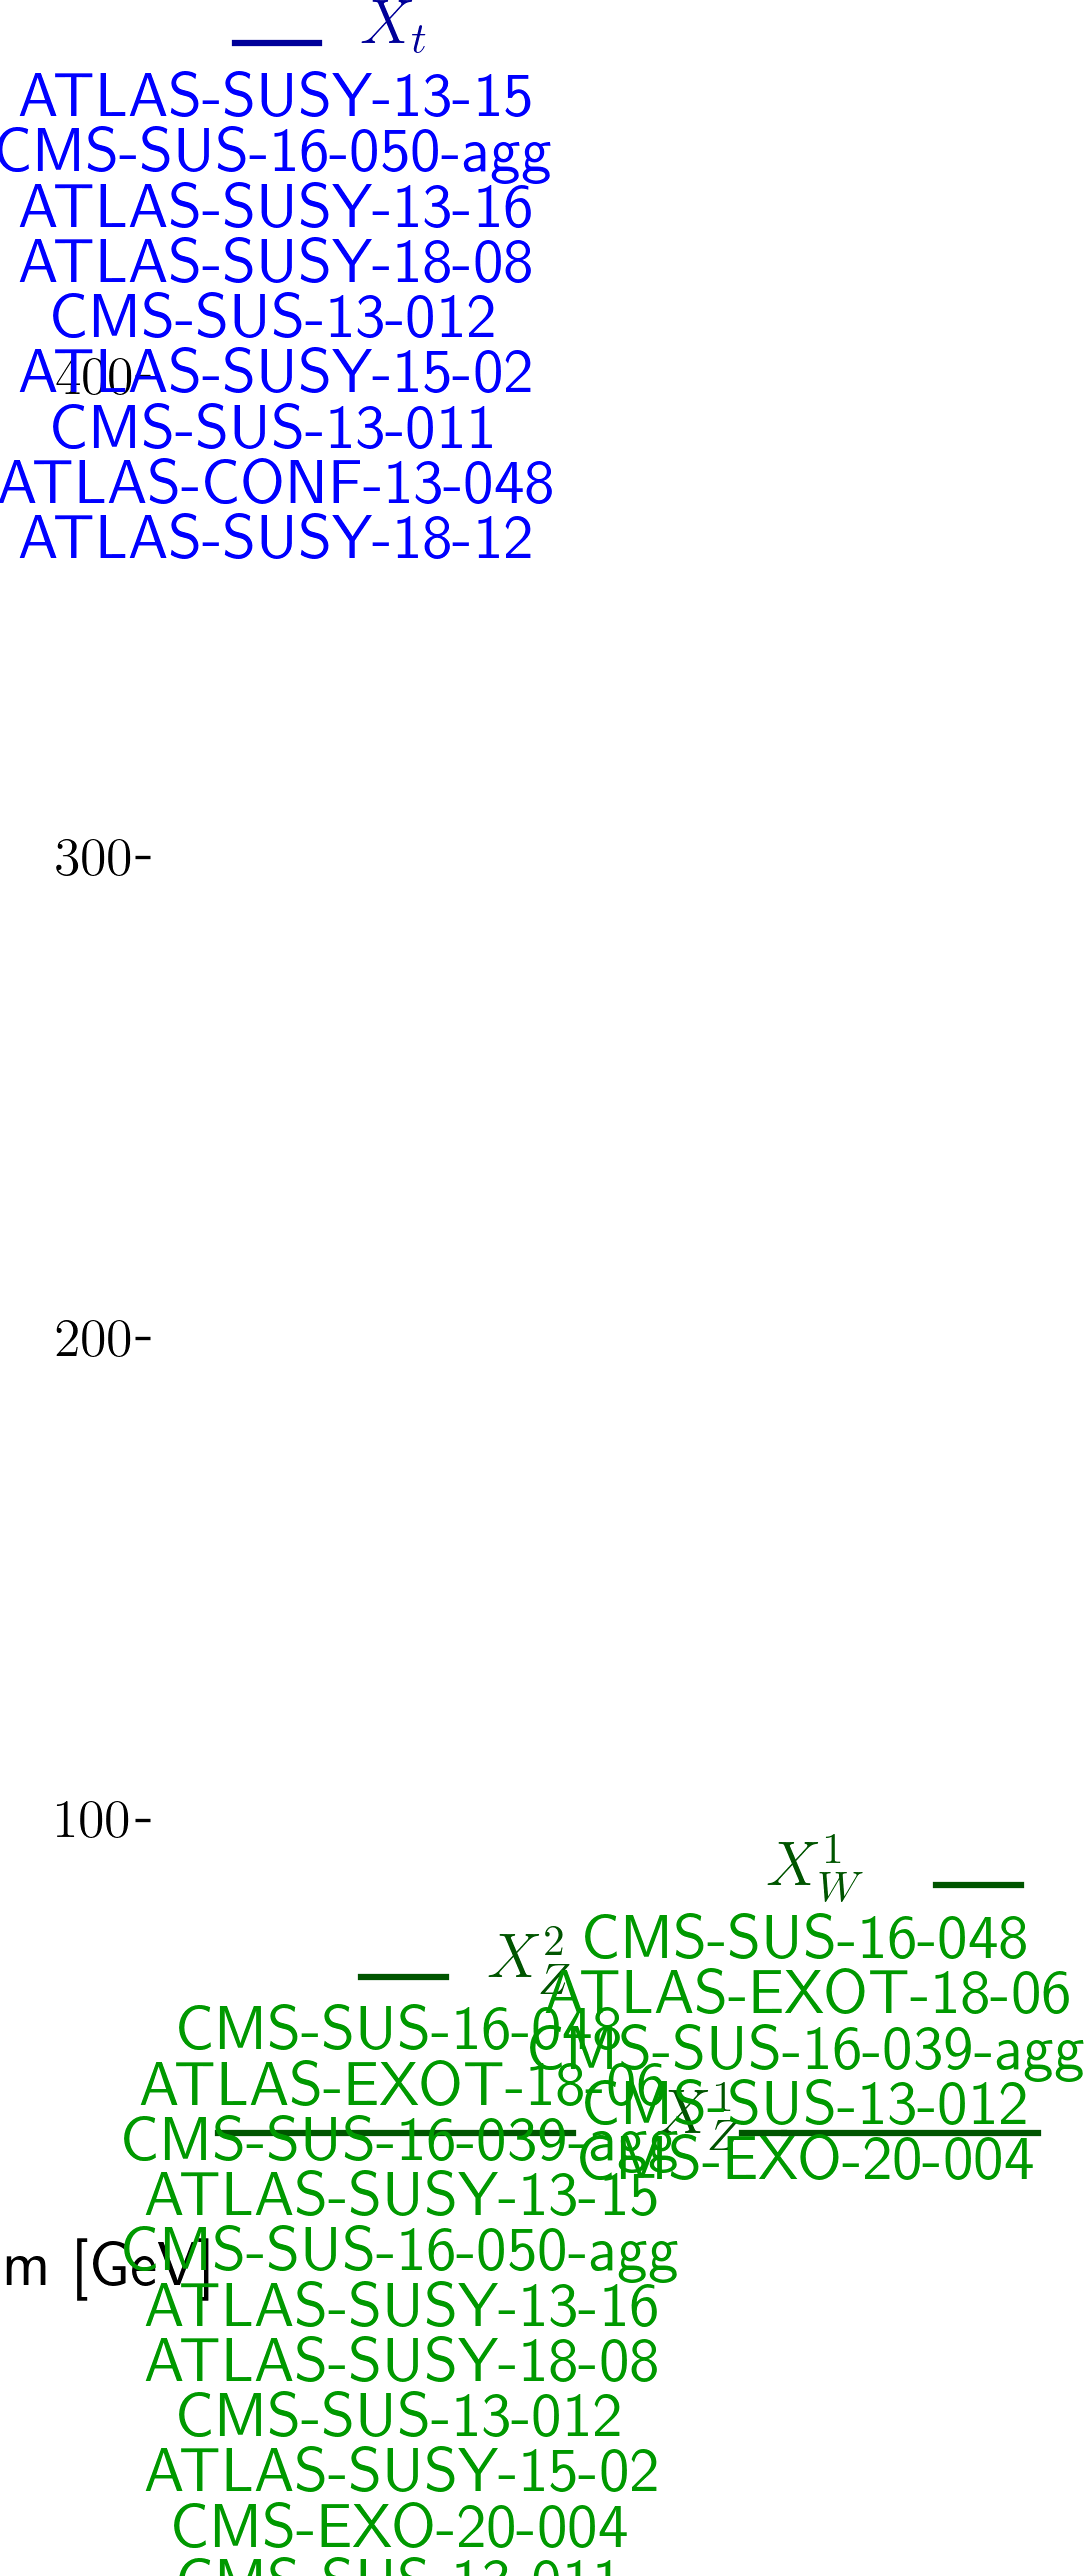 X_t
ATLAS-SUSY-13-15
CMS-SUS-16-050-agg
ATLAS-SUSY-13-16
ATLAS-SUSY-18-08
CMS-SUS-13-012
400
ATLAS-SUSY-15-02
CMS-SUS-13-011
ATLAS-CONF-13-048
ATLAS-SUSY-18-12
300
200
100
X_W^1
X_Z^2
CMS-SUS-16-048
ATLAS-EXOT-18-06
CMS-SUS-16-039-agg
CMS-SUS-13-012
CMS-EXO-20-004
X_Z^1
CMS-SUS-16-048
ATLAS-EXOT-18-06
CMS-SUS-16-039-agg
ATLAS-SUSY-13-15
CMS-SUS-16-050-agg
m [GeV]
ATLAS-SUSY-13-16
ATLAS-SUSY-18-08
CMS-SUS-13-012
ATLAS-SUSY-15-02
CMS-EXO-20-004
CMS-SUS-13-011